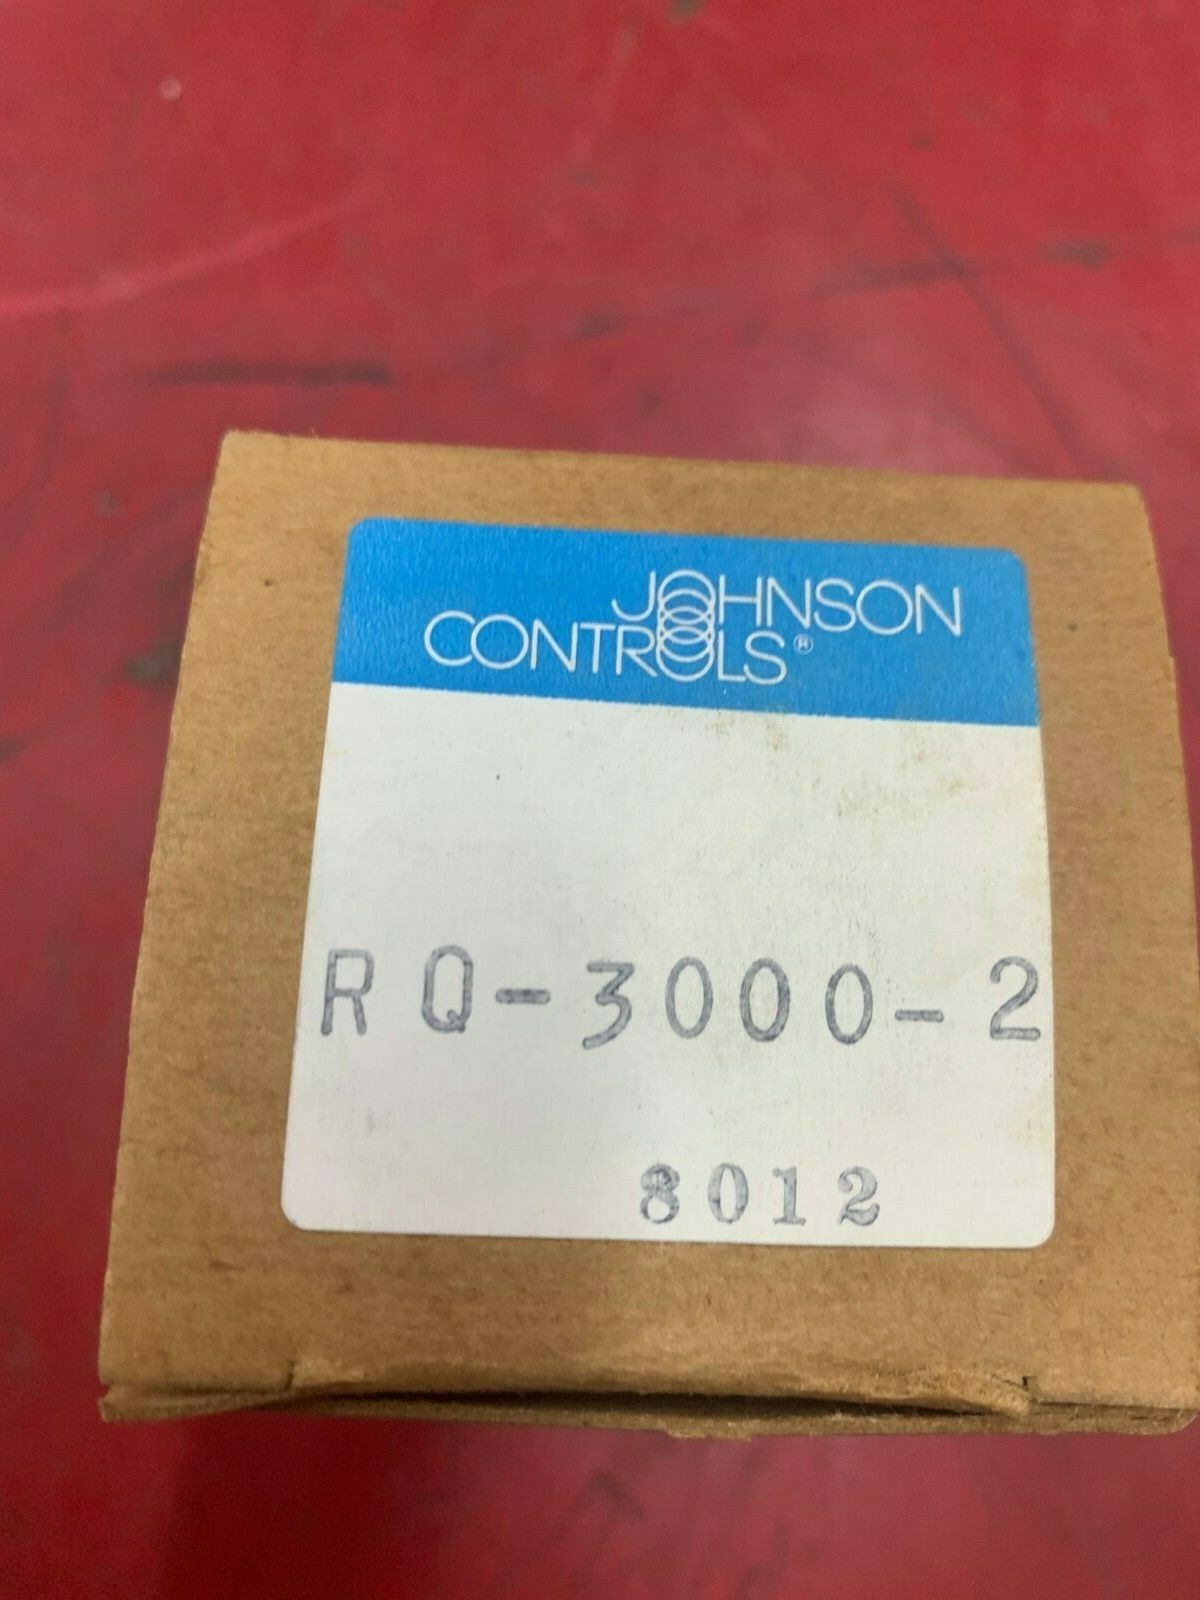 JOHNSON
CONTROLS®
RQ-3000-2
8012